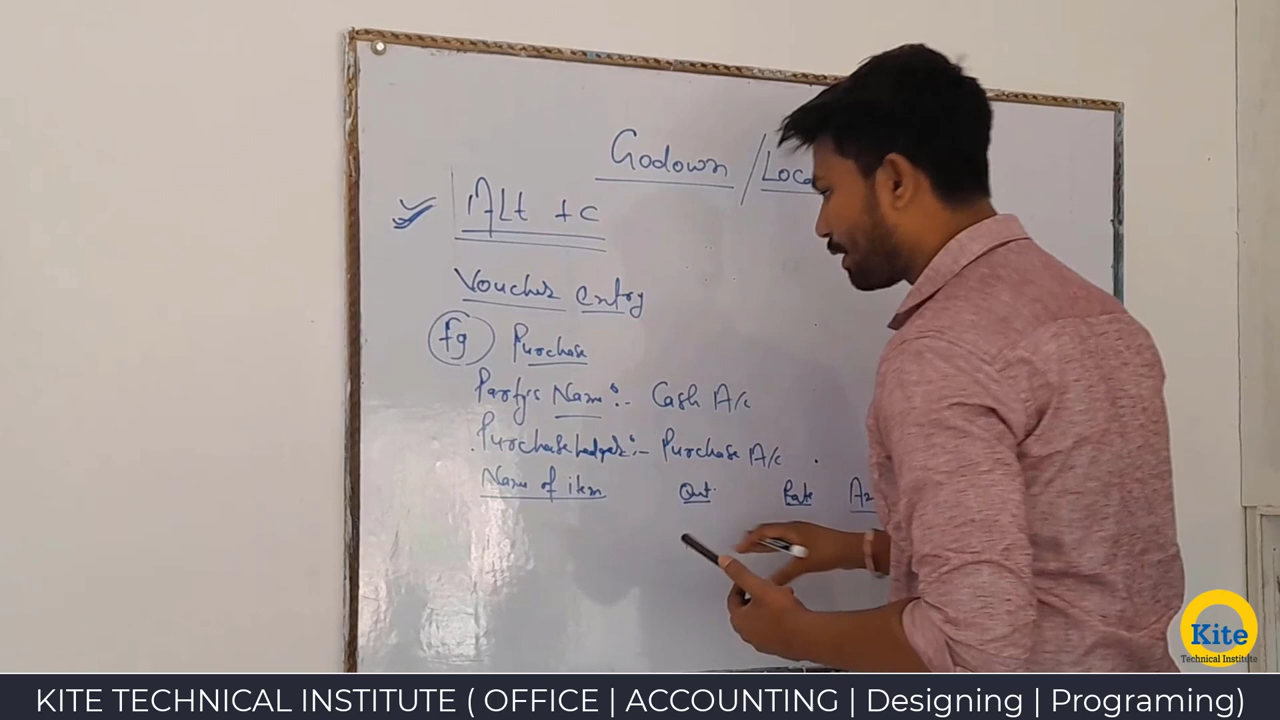 Godown / Loca
Alt + c
Voucher Entry
Eg Purchase
Party's Name :- Cash A/c
Purchase Ledger :- Purchase A/c .
Name of item Qnt. Rate
Kite
Technical Institute
KITE TECHNICAL INSTITUTE ( OFFICE | ACCOUNTING | Designing | Programing)